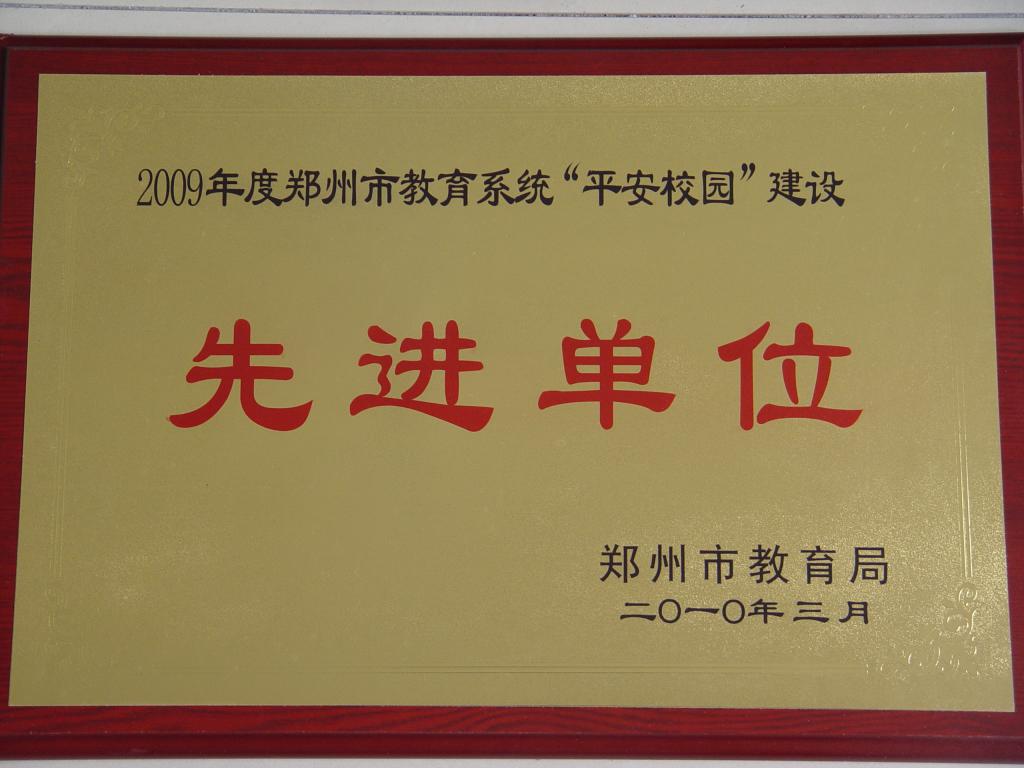 2009年度郑州市教育系统“平安校园”建设
先进单位
郑州市教育局
二〇一〇年三月